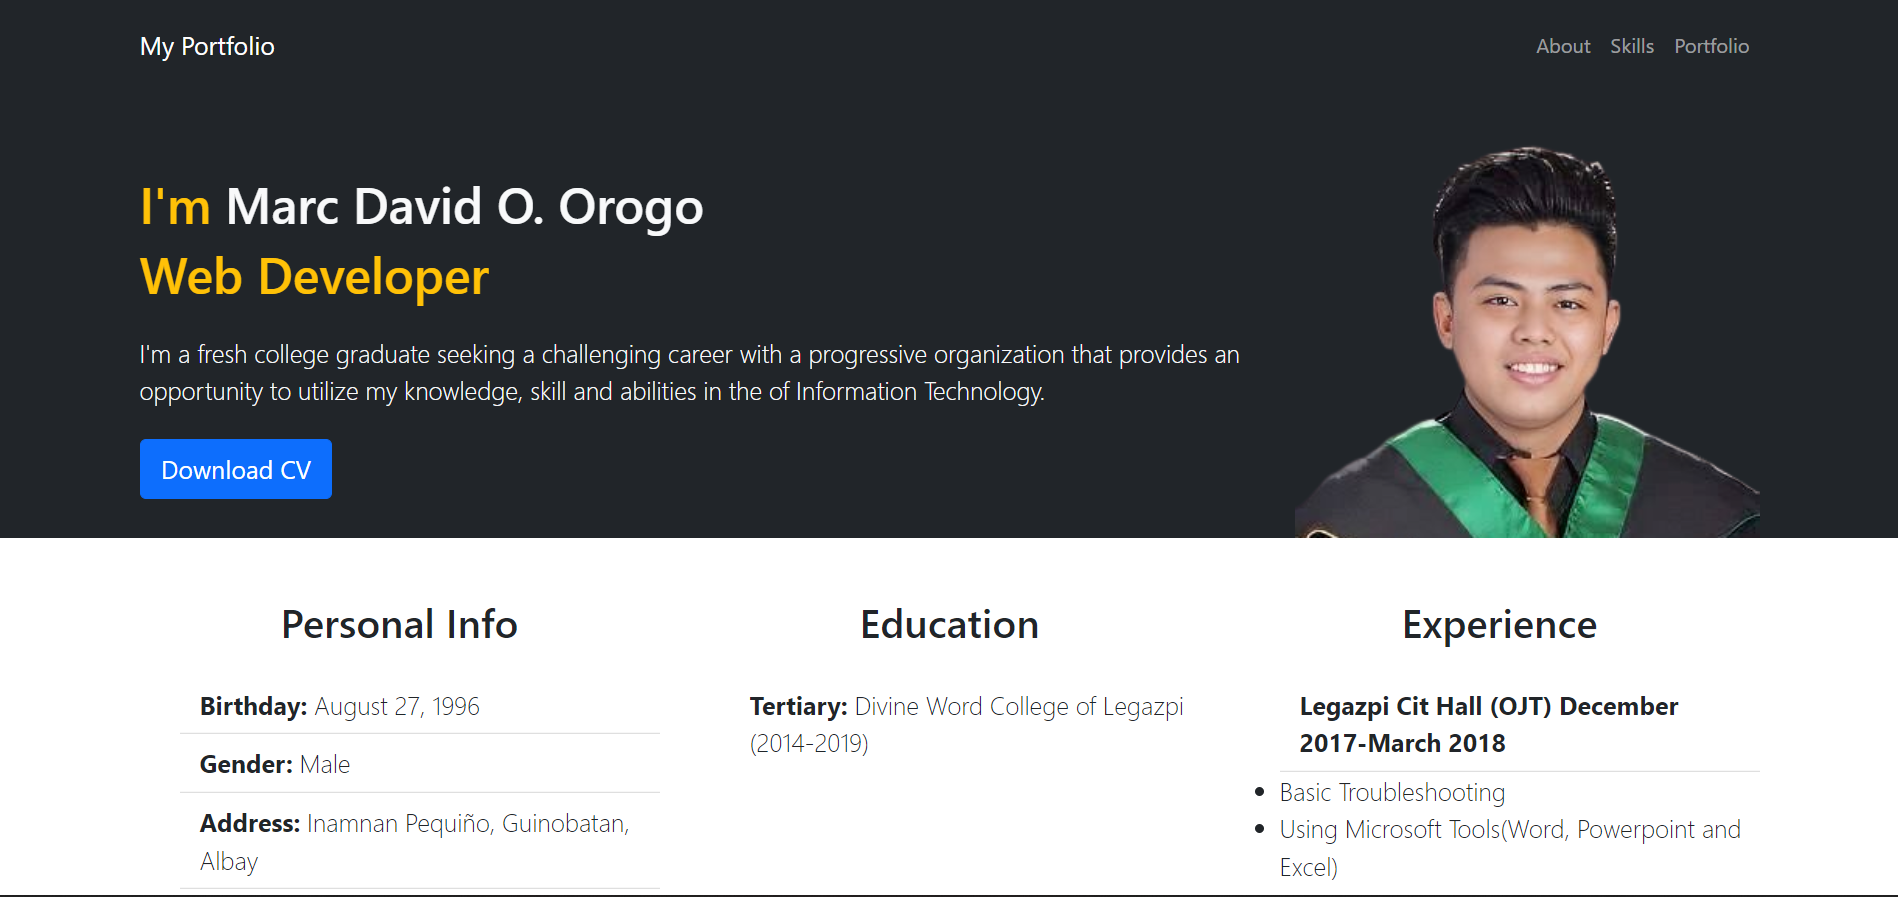 My Portfolio
About Skills Portfolio
I'm Marc David O. Orogo
Web Developer
I'm a fresh college graduate seeking a challenging career with a progressive organization that provides an
opportunity to utilize my knowledge, skill and abilities in the of Information Technology.
Download CV
Personal Info
Birthday: August 27, 1996
Gender: Male
Address: Inamnan Pequiño, Guinobatan,
Albay
Education
Tertiary: Divine Word College of Legazpi
(2014-2019)
Experience
Legazpi Cit Hall (OJT) December
2017-March 2018
Basic Troubleshooting
Using Microsoft Tools(Word, Powerpoint and
Excel)